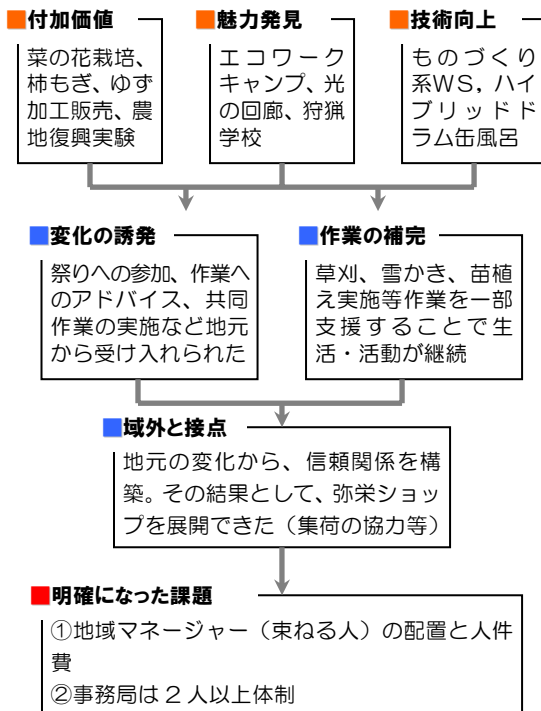 ■付加価値
菜の花栽培、
柿もぎ、ゆず
加工販売、農
地復興実験
■魅力発見
エコワーク
キャンプ、光
の回廊、狩猟
学校
■技術向上
ものづくり
系WS，ハイ
ブリッドド
ラム缶風呂
■変化の誘発
祭りへの参加、作業へ
のアドバイス、共同
作業の実施など地元
から受け入れられた
■作業の補完
草刈、雪かき、苗植
え実施等作業を一部
支援することで生
活・活動が継続
■域外と接点
地元の変化から、信頼関係を構
築。その結果として、弥栄ショッ
プを展開できた（集荷の協力等）
■明確になった課題
①地域マネージャー（束ねる人）の配置と人件
費
②事務局は２人以上体制